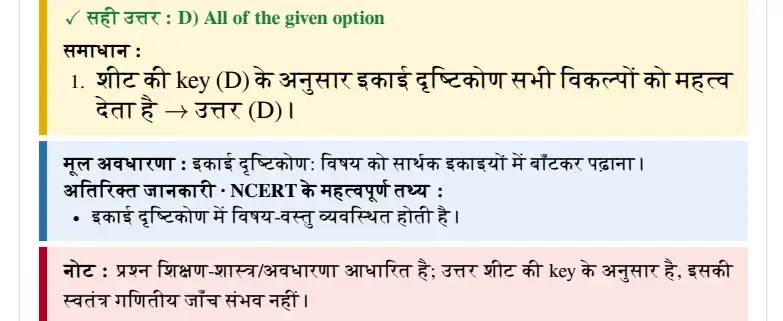 ✓ सही उत्तर : D) All of the given option
समाधान :
1. शीट की key (D) के अनुसार इकाई दृष्टिकोण सभी विकल्पों को महत्व
देता है → उत्तर (D)।
मूल अवधारणा : इकाई दृष्टिकोण: विषय को सार्थक इकाइयों में बाँटकर पढ़ाना।
अतिरिक्त जानकारी · NCERT के महत्वपूर्ण तथ्य :
• इकाई दृष्टिकोण में विषय-वस्तु व्यवस्थित होती है।
नोट : प्रश्न शिक्षण-शास्त्र/अवधारणा आधारित है; उत्तर शीट की key के अनुसार है, इसकी
स्वतंत्र गणितीय जाँच संभव नहीं।